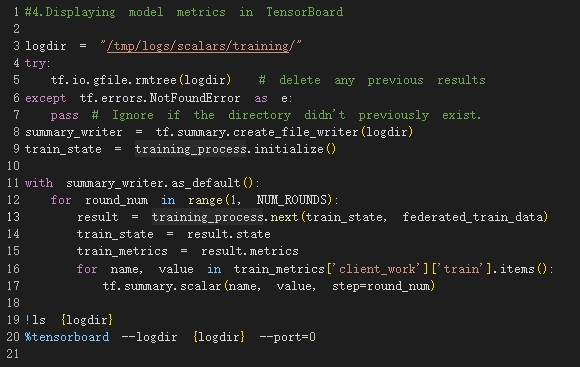 1 #4.Displaying model metrics in TensorBoard
2
3 logdir = "/tmp/logs/scalars/training/"
4 try:
5     tf.io.gfile.rmtree(logdir)  # delete any previous results
6 except tf.errors.NotFoundError as e:
7     pass # Ignore if the directory didn't previously exist.
8 summary_writer = tf.summary.create_file_writer(logdir)
9 train_state = training_process.initialize()
10
11 with summary_writer.as_default():
12     for round_num in range(1, NUM_ROUNDS):
13         result = training_process.next(train_state, federated_train_data)
14         train_state = result.state
15         train_metrics = result.metrics
16         for name, value in train_metrics['client_work']['train'].items():
17             tf.summary.scalar(name, value, step=round_num)
18
19 !ls {logdir}
20 %tensorboard --logdir {logdir} --port=0
21